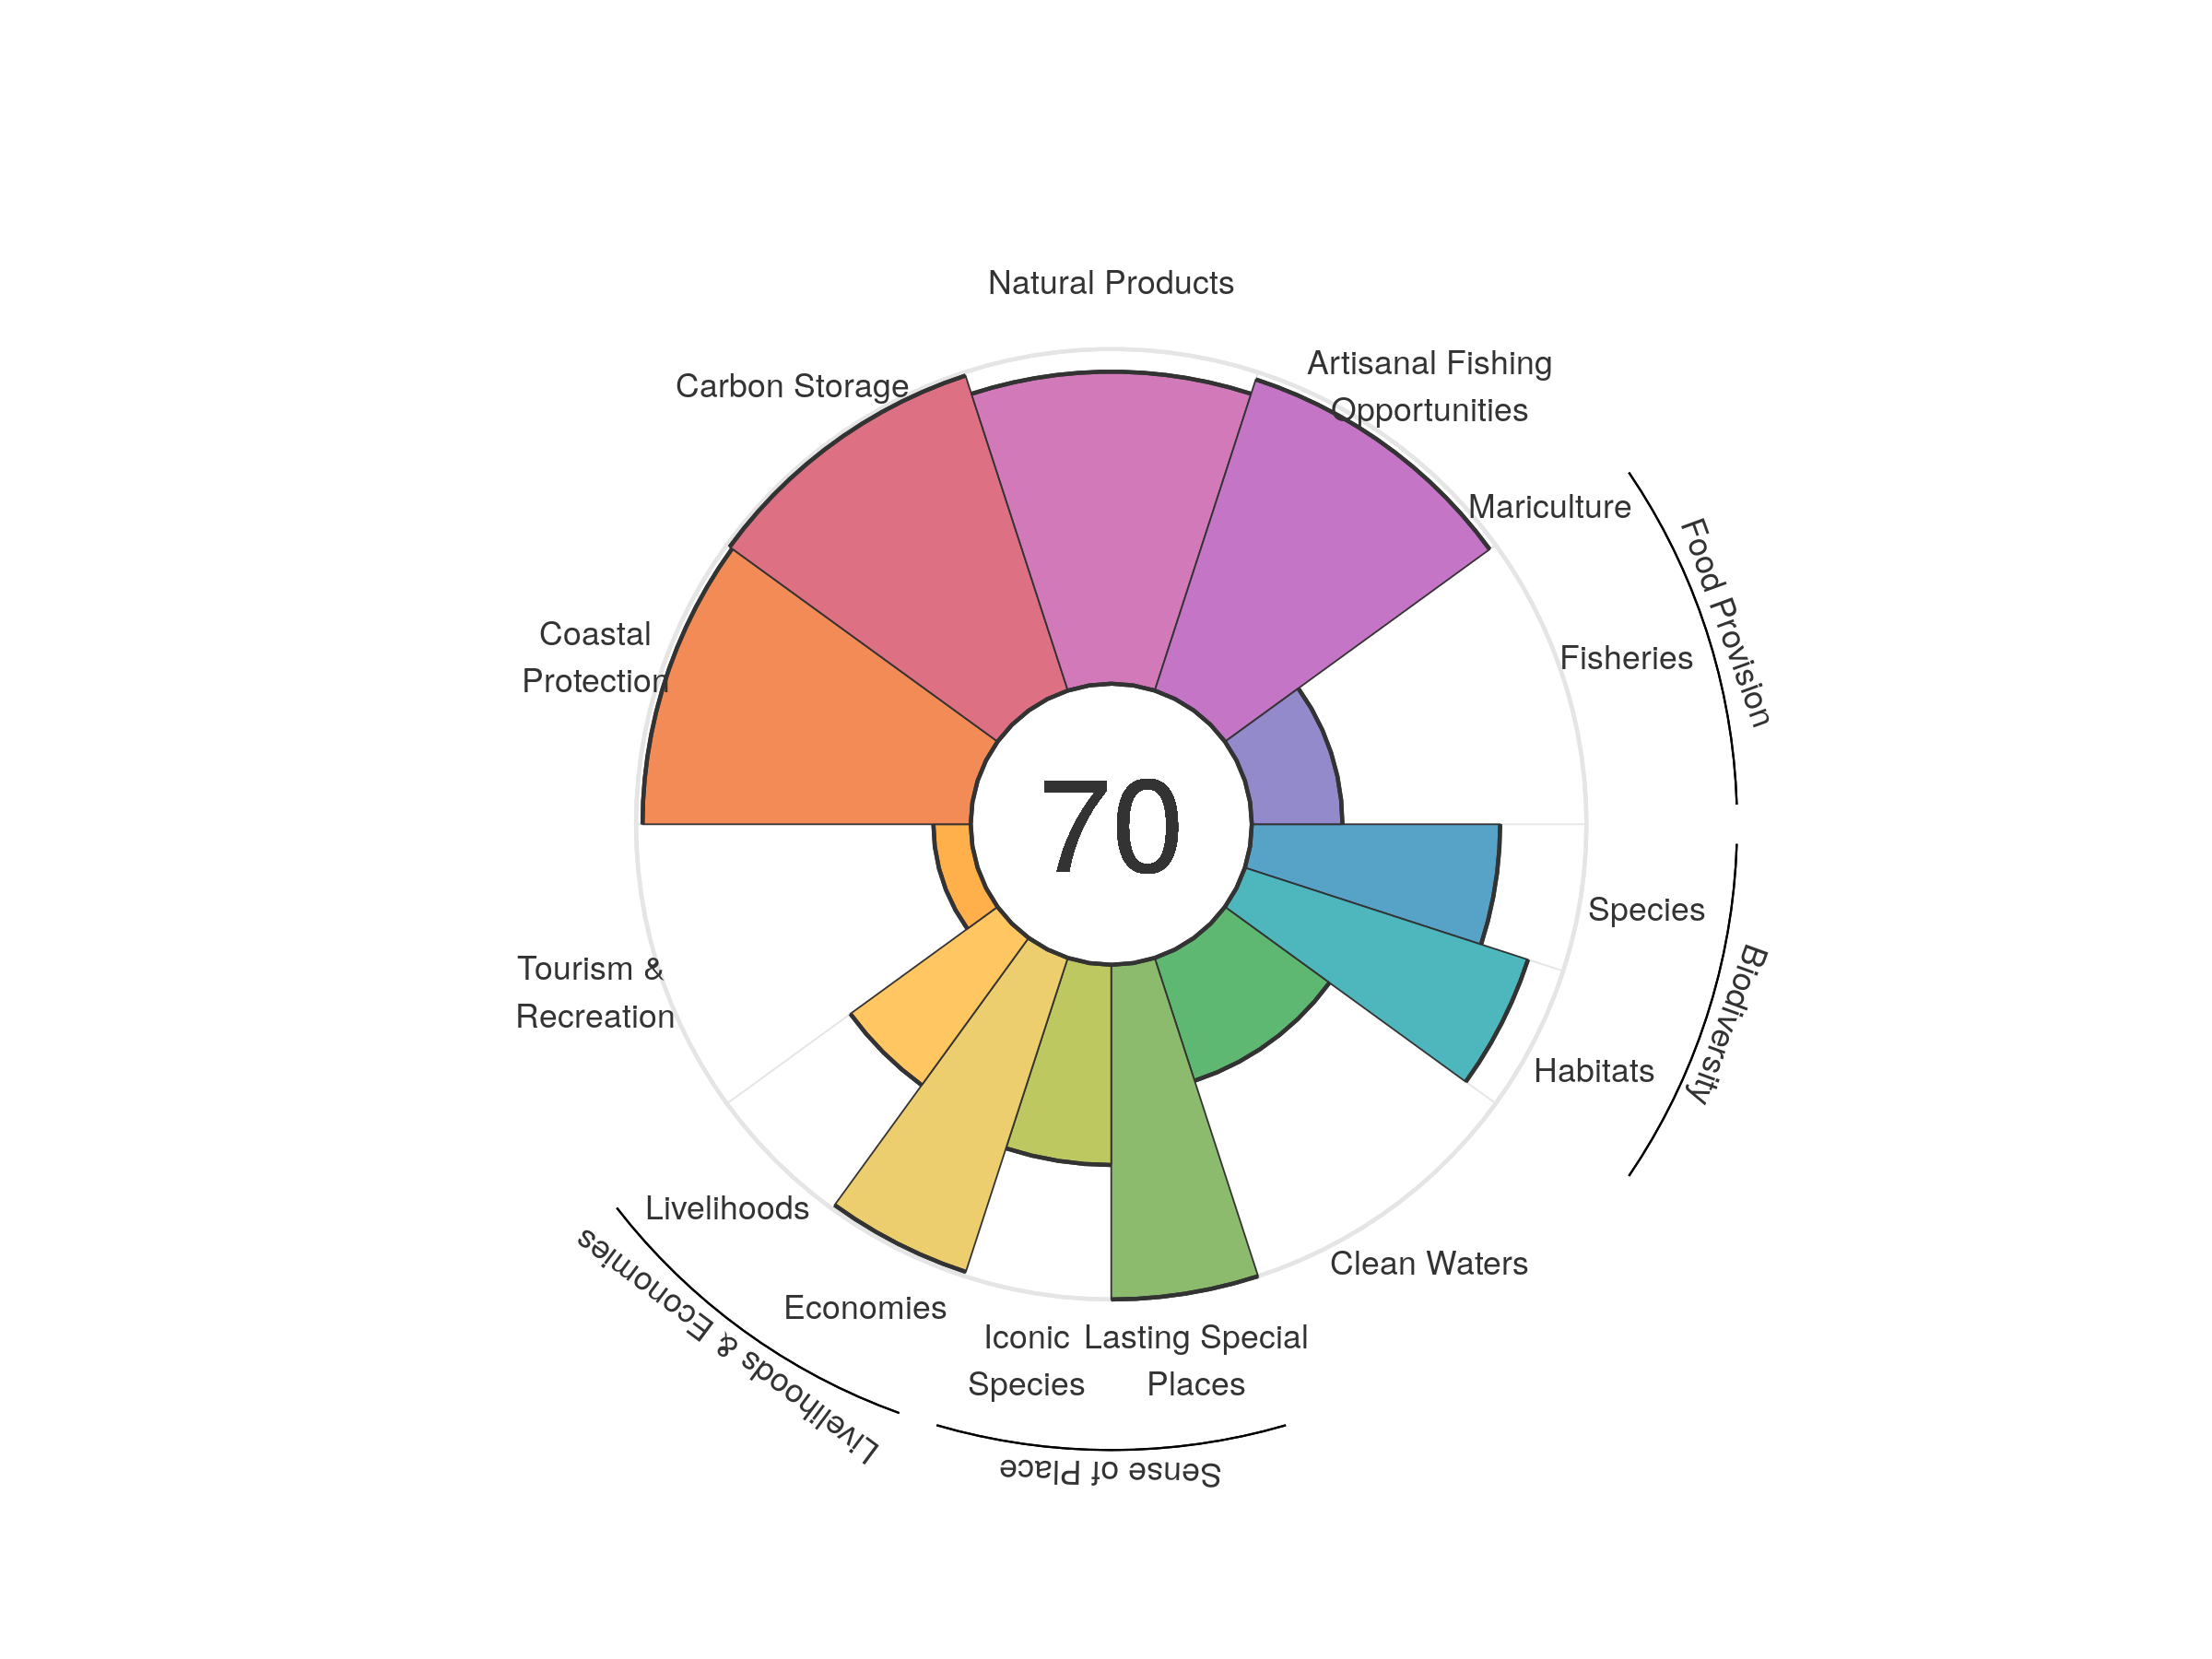 Natural Products
Artisanal Fishing
Opportunities
Carbon Storage
Mariculture
Food Provision
Fisheries
Coastal
Protection
70
Species
Biodiversity
Habitats
Tourism &
Recreation
Livelihoods
Livelihoods & Economies
Clean Waters
Economies
Iconic
Species
Lasting Special
Places
Sense of Place